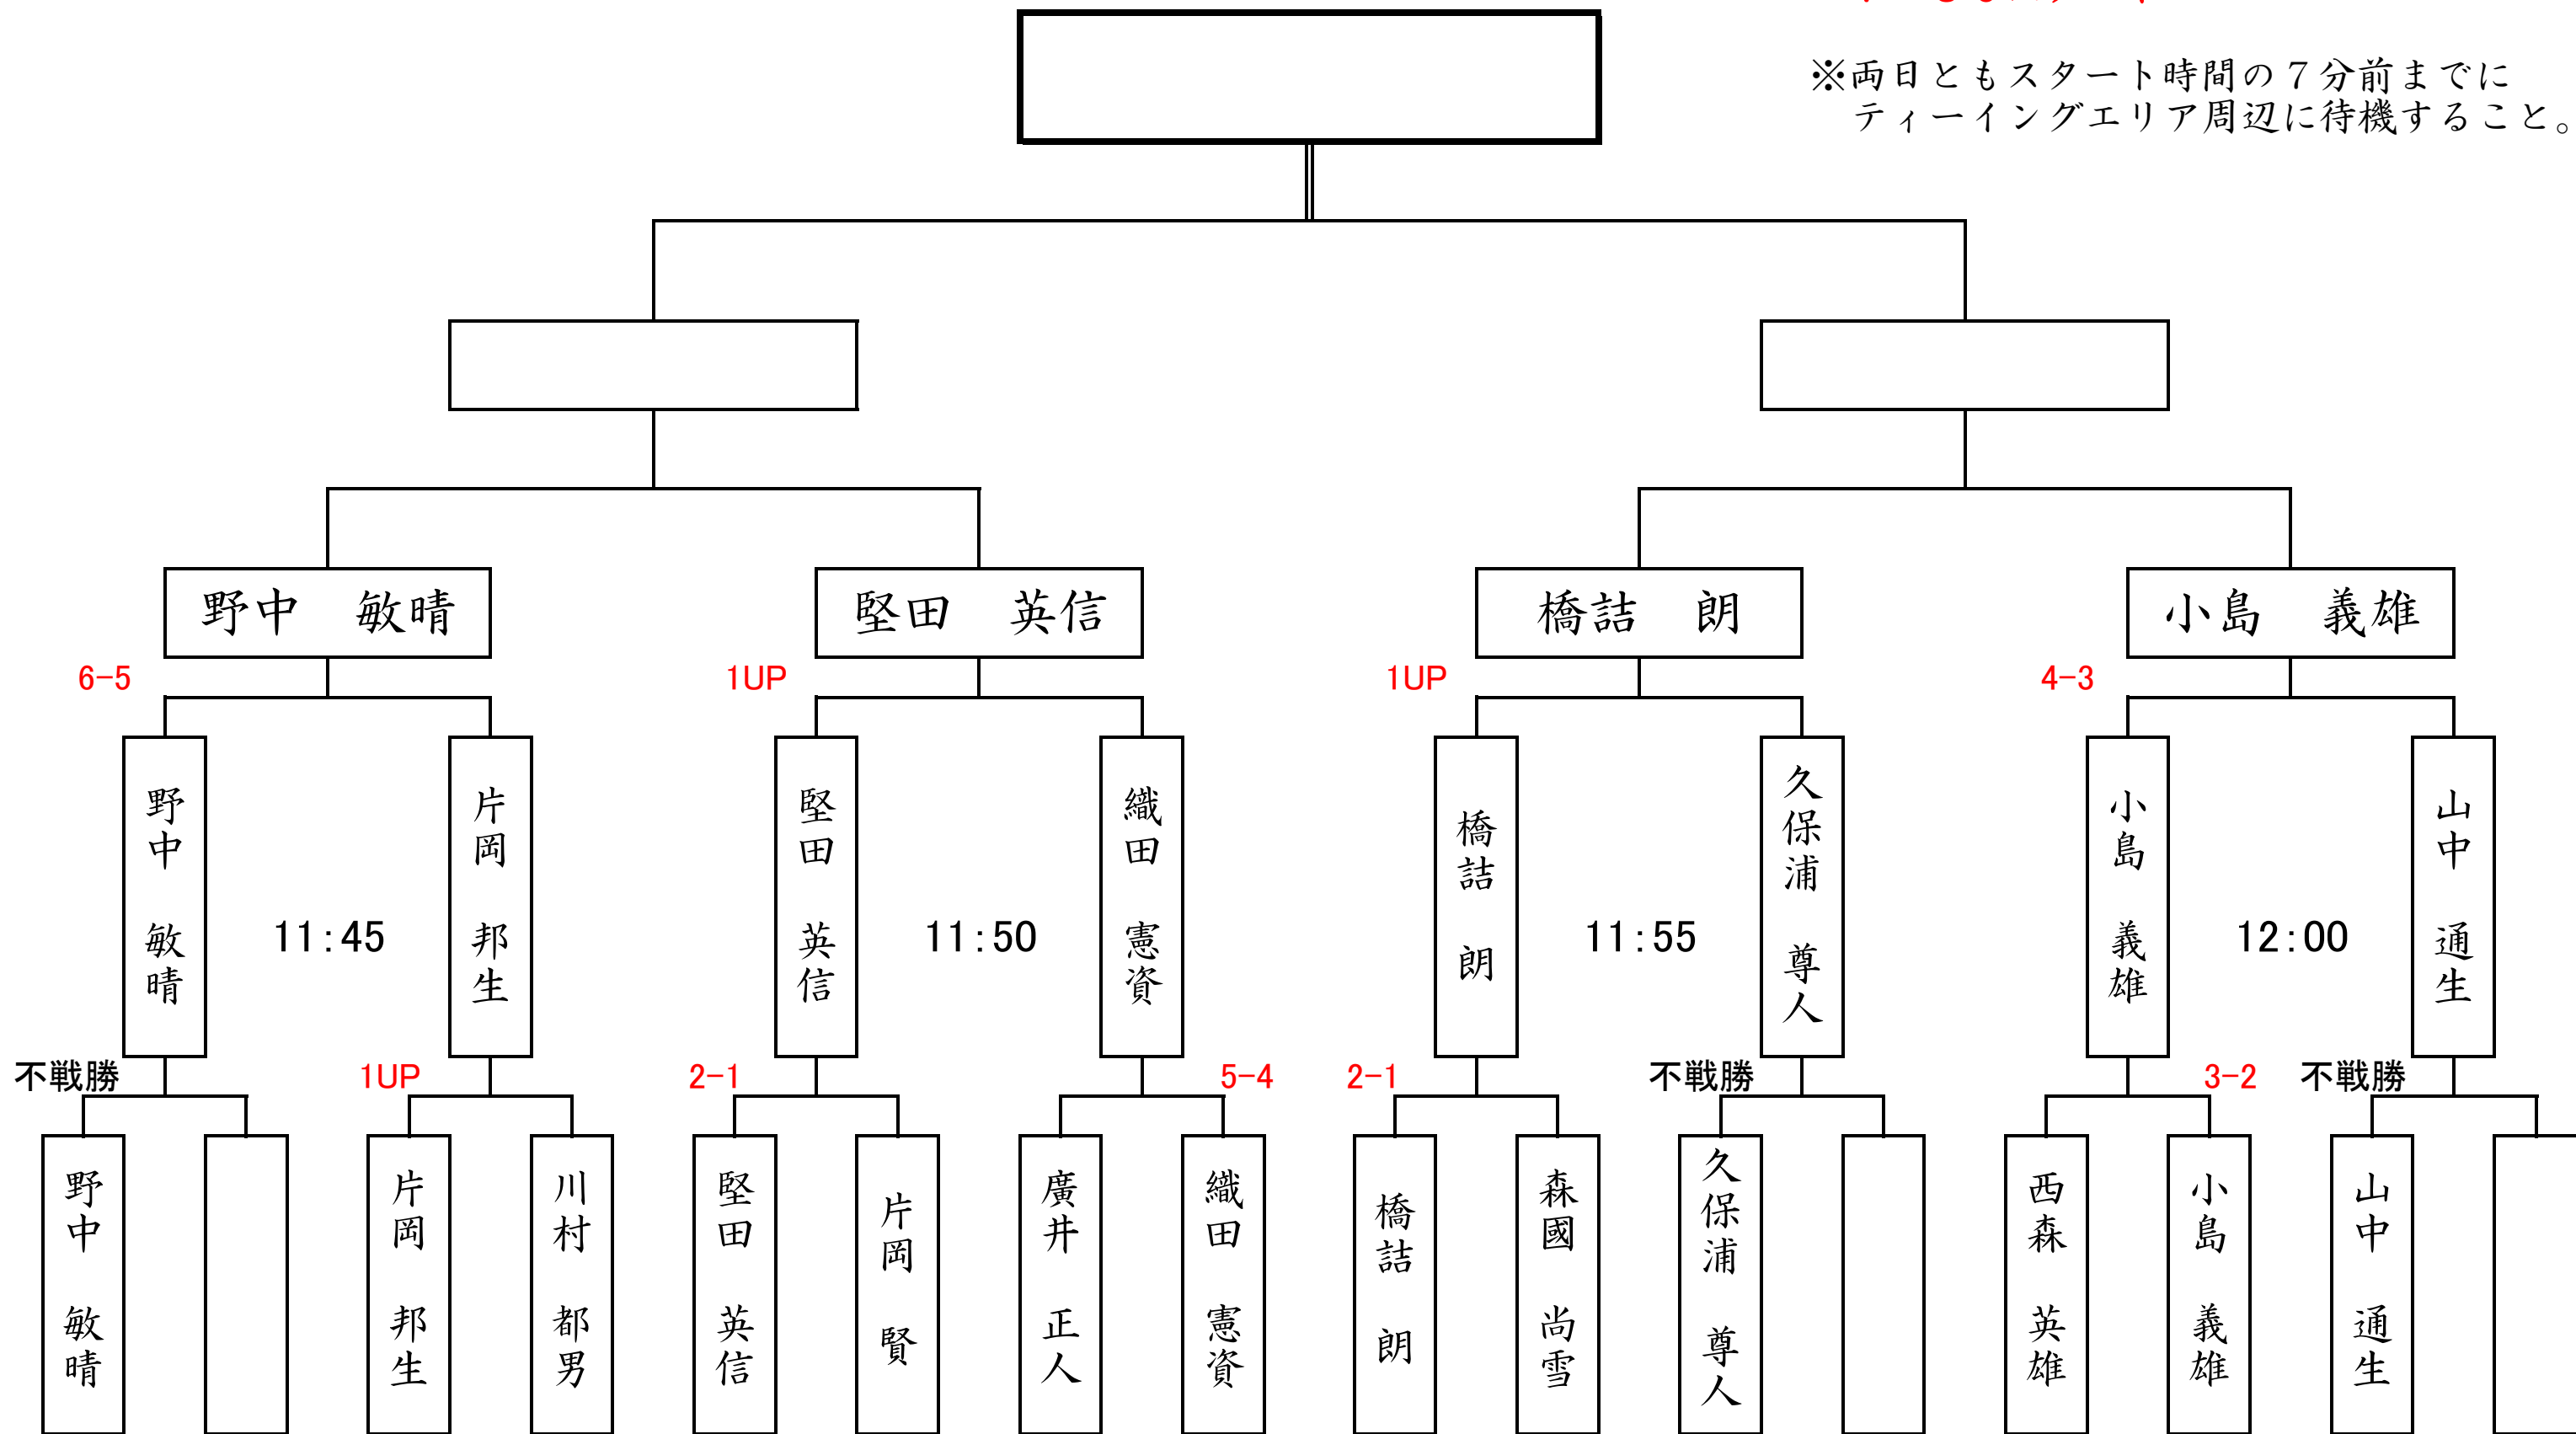 ※両日ともスタート時間の７分前までに
ティーイングエリア周辺に待機すること。
野中　敏晴
堅田　英信
橋詰　朗
小島　義雄
6-5
1UP
1UP
4-3
野中　敏晴
11:45
片岡　邦生
堅田　英信
11:50
織田　憲資
橋詰　朗
11:55
久保浦　尊人
小島　義雄
12:00
山中　通生
不戦勝
1UP
2-1
5-4
2-1
不戦勝
3-2
不戦勝
野中　敏晴
片岡　邦生
川村　都男
堅田　英信
片岡　賢
廣井　正人
織田　憲資
橋詰　朗
森國　尚雪
久保浦　尊人
西森　英雄
小島　義雄
山中　通生